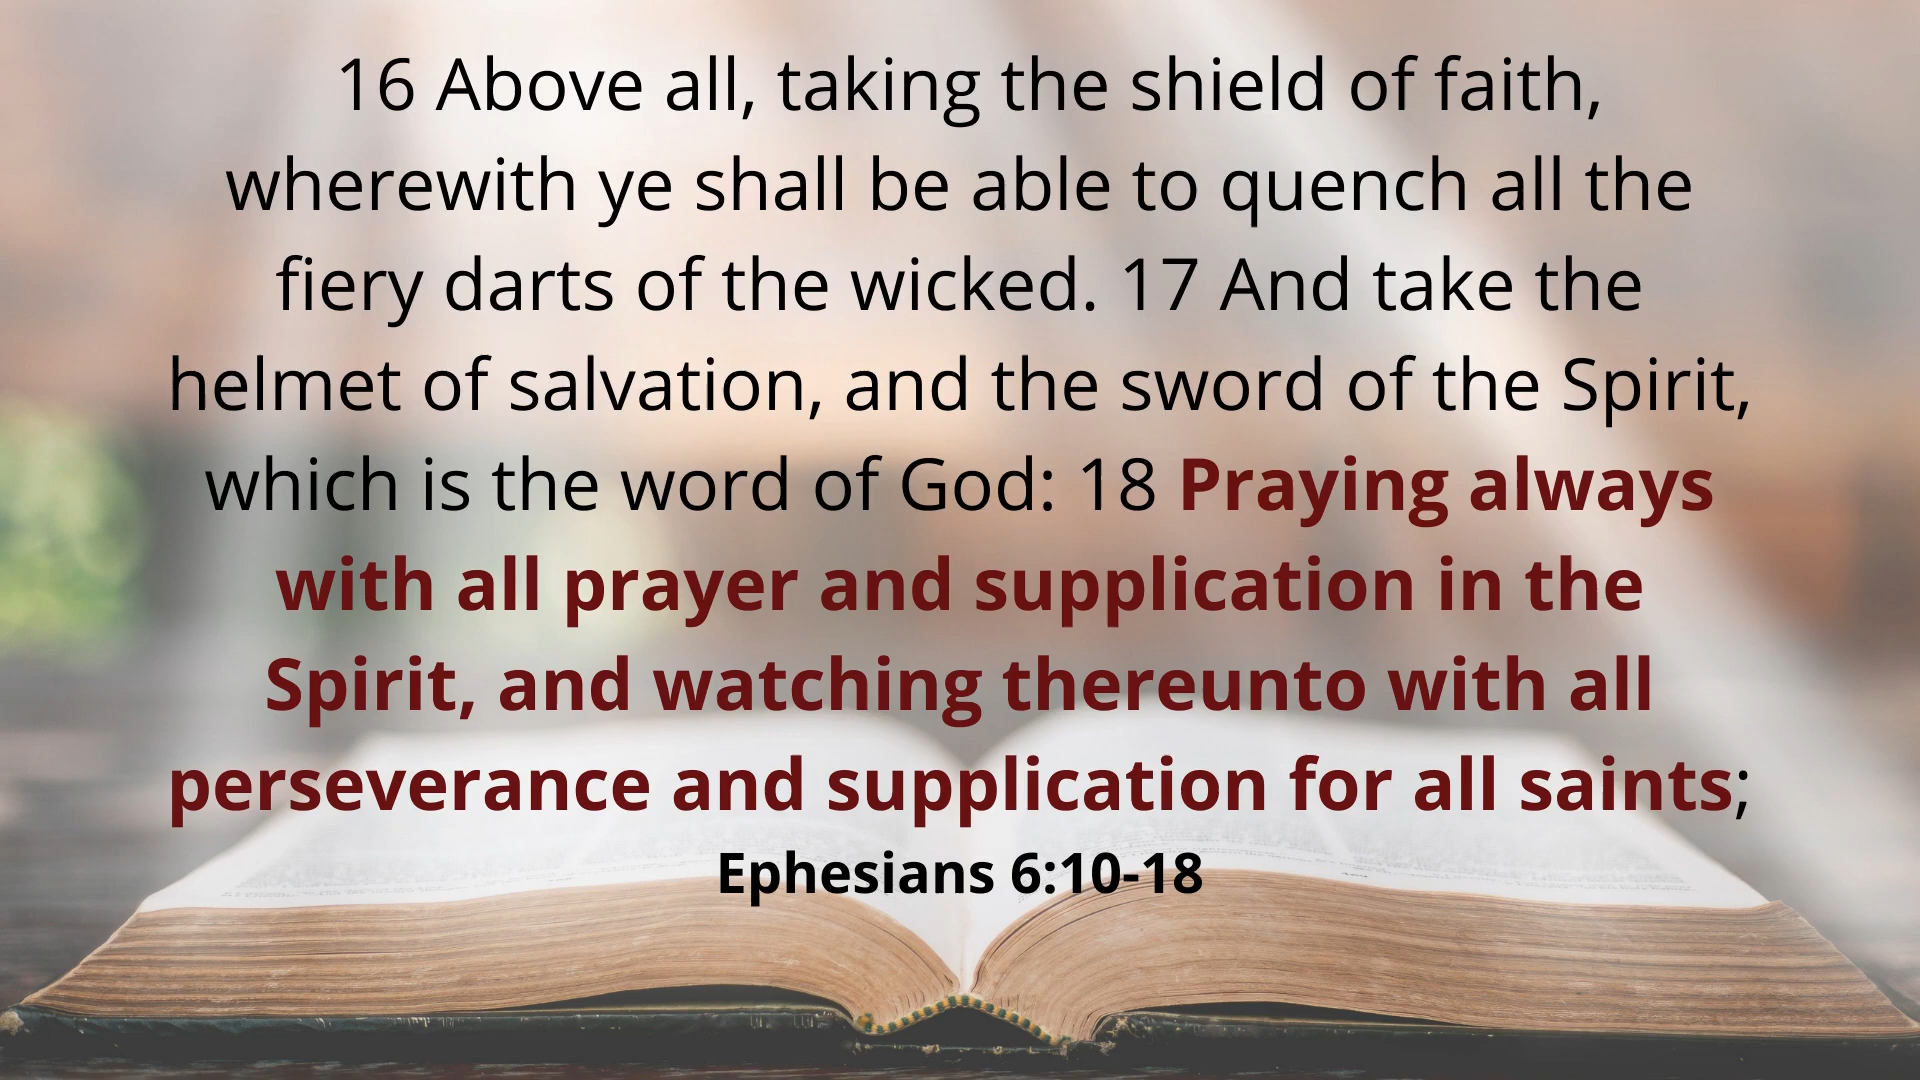 16 Above all, taking the shield of faith,
wherewith ye shall be able to quench all the
fiery darts of the wicked. 17 And take the
helmet of salvation, and the sword of the Spirit,
which is the word of God: 18 Praying always
with all prayer and supplication in the
Spirit, and watching thereunto with all
perseverance and supplication for all saints;
Ephesians 6:10-18